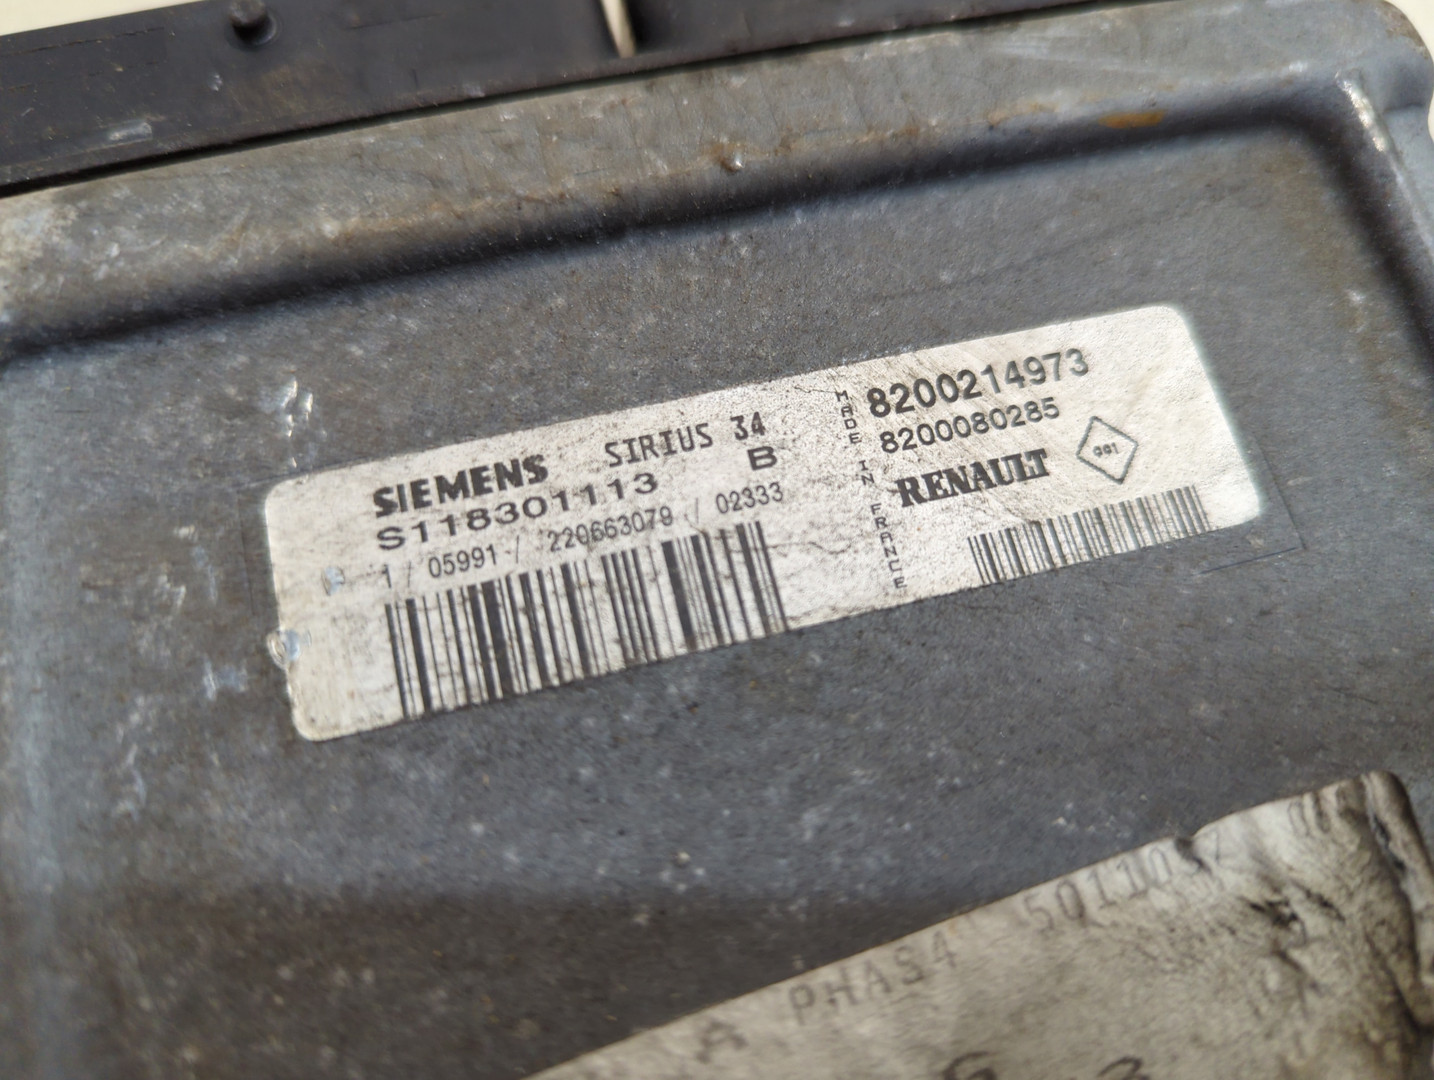 SIEMENS SIRIUS 34
S118301113 B
1 / 05991 / 220663079 / 02333
MADE IN FRANCE
8200214973
8200080285
RENAULT
A PHAS4